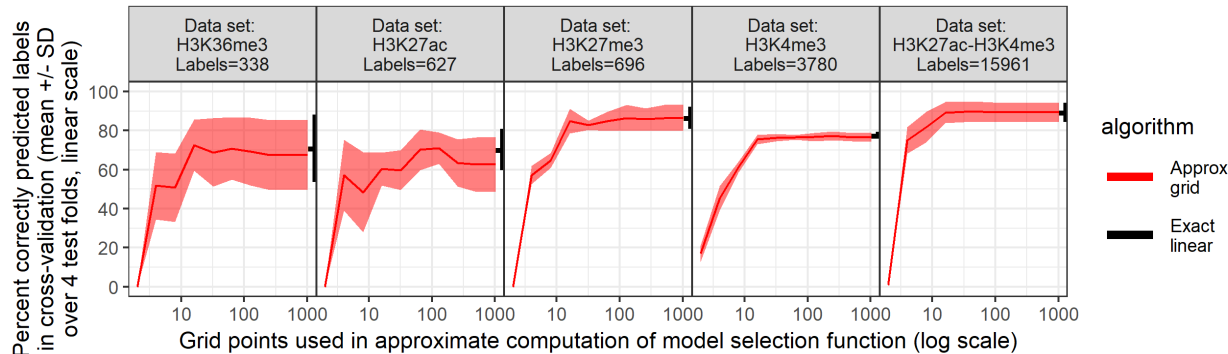 Percent correctly predicted labels
in cross-validation (mean +/- SD
over 4 test folds, linear scale)
Data set:
H3K36me3
Labels=338
Data set:
H3K27ac
Labels=627
Data set:
H3K27me3
Labels=696
Data set:
H3K4me3
Labels=3780
Data set:
H3K27ac-H3K4me3
Labels=15961
100
80
60
40
20
0
10
100
1000
10
100
1000
10
100
1000
10
100
1000
10
100
1000
Grid points used in approximate computation of model selection function (log scale)
algorithm
Approx
grid
Exact
linear